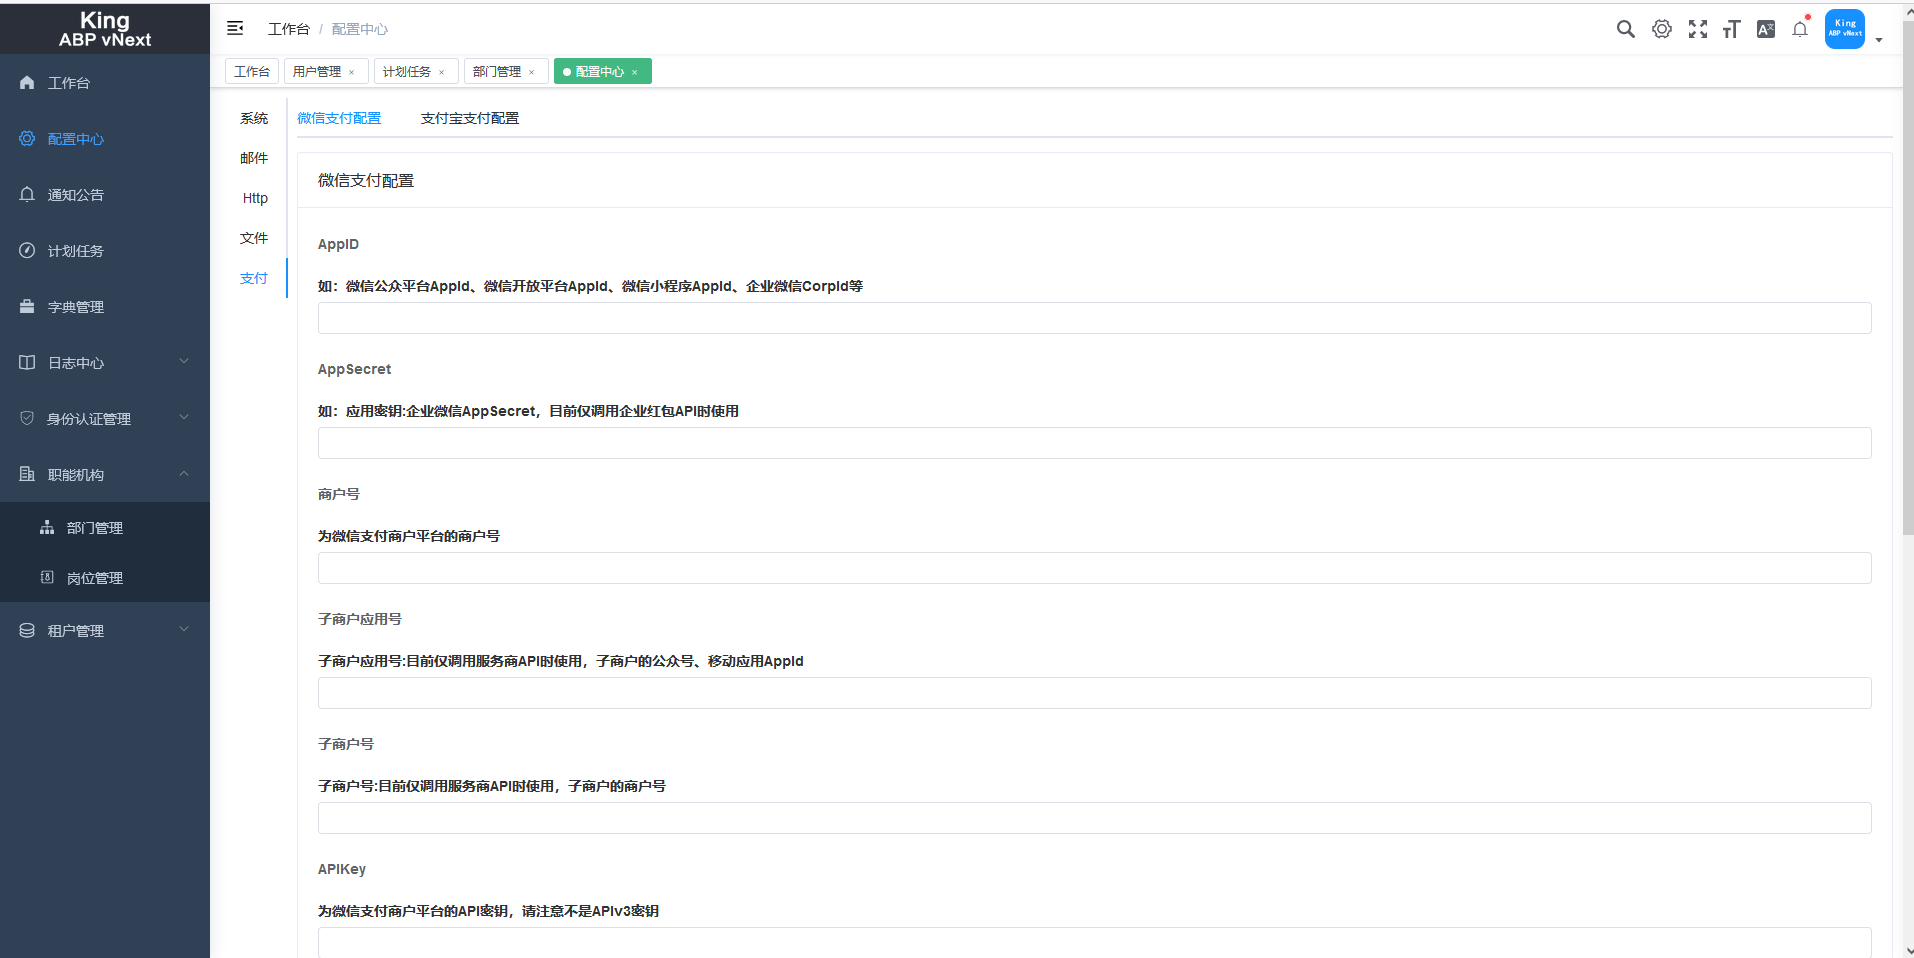 King
ABP vNext
工作台
配置中心
通知公告
计划任务
字典管理
日志中心
身份认证管理
职能机构
部门管理
岗位管理
租户管理
工作台 / 配置中心
King
ABP vNext
工作台
用户管理 ×
计划任务 ×
部门管理 ×
配置中心 ×
系统
邮件
Http
文件
支付
微信支付配置
支付宝支付配置
微信支付配置
AppID
如：微信公众平台AppId、微信开放平台AppId、微信小程序AppId、企业微信CorpId等
AppSecret
如：应用密钥:企业微信AppSecret，目前仅调用企业红包API时使用
商户号
为微信支付商户平台的商户号
子商户应用号
子商户应用号:目前仅调用服务商API时使用，子商户的公众号、移动应用AppId
子商户号
子商户号:目前仅调用服务商API时使用，子商户的商户号
APIKey
为微信支付商户平台的API密钥，请注意不是APIv3密钥